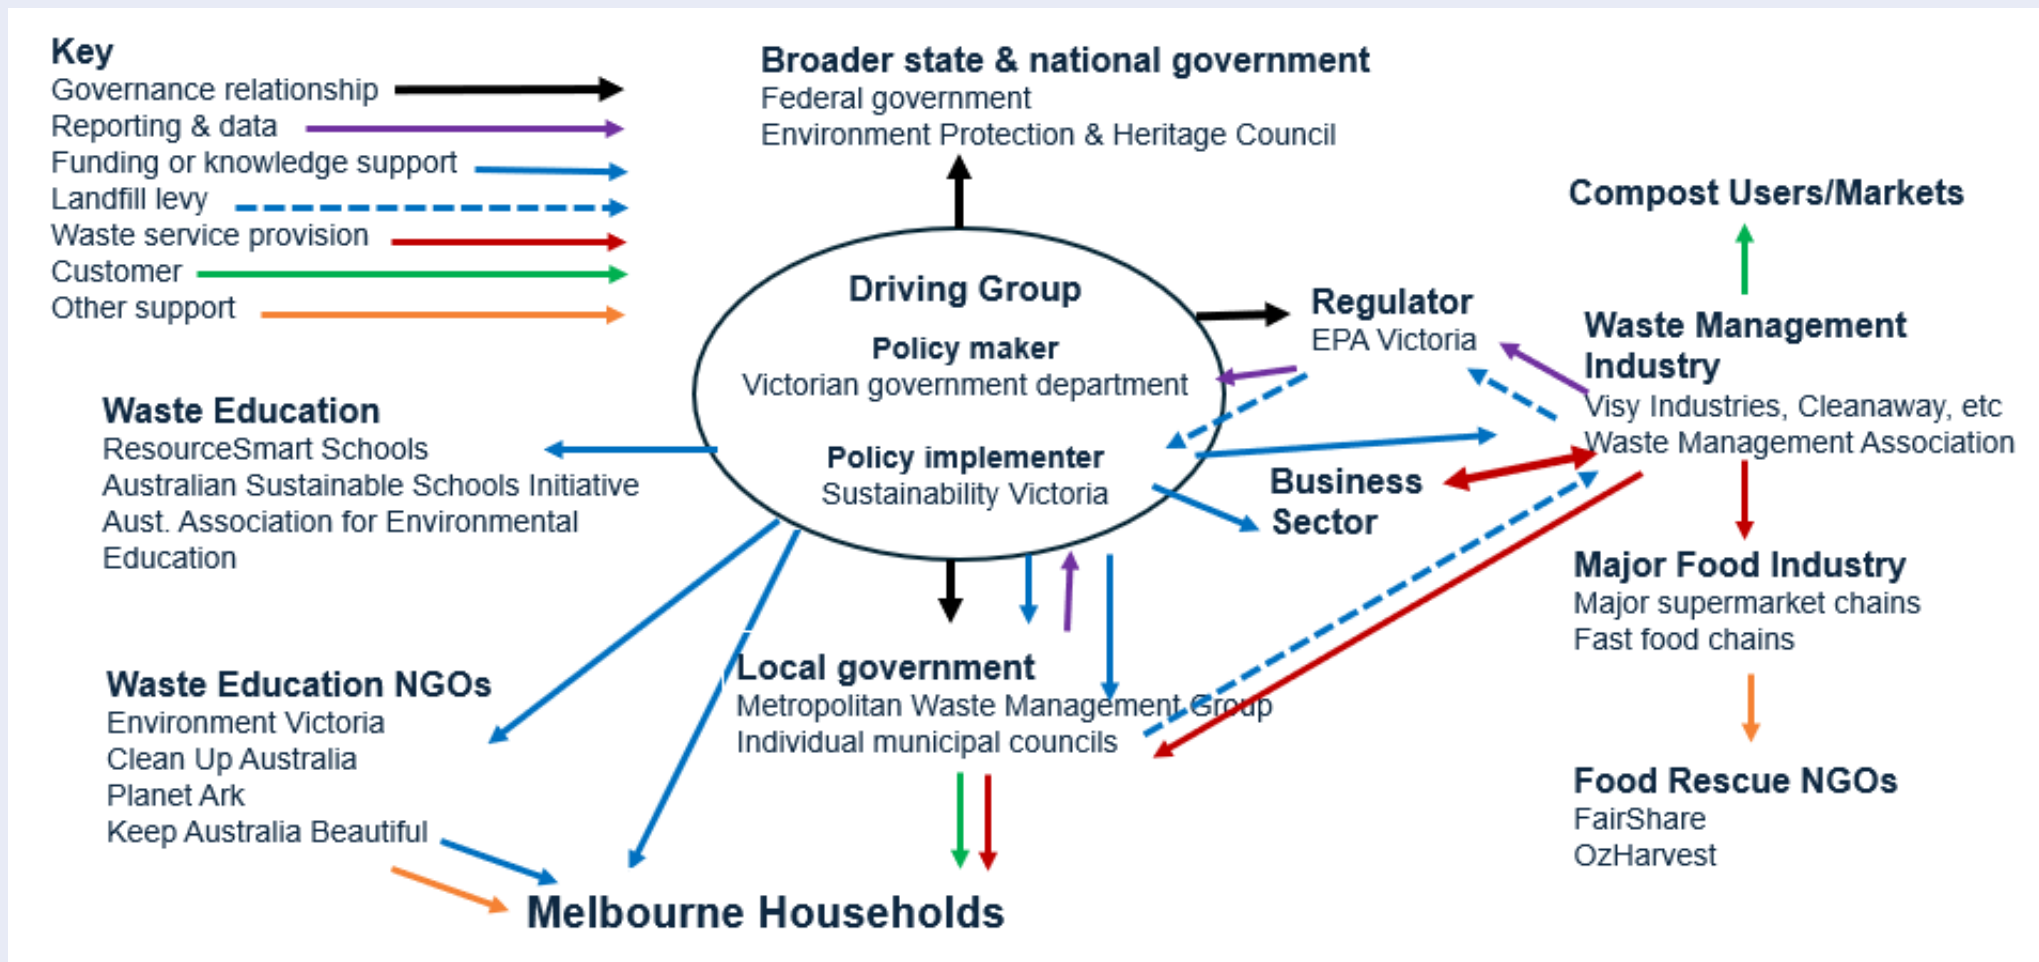 Key
Governance relationship
Reporting & data
Funding or knowledge support
Landfill levy
Waste service provision
Customer
Other support
Broader state & national government
Federal government
Environment Protection & Heritage Council
Driving Group
Policy maker
Victorian government department
Policy implementer
Sustainability Victoria
Regulator
EPA Victoria
Compost Users/Markets
Waste Management
Industry
Visy Industries, Cleanaway, etc
Waste Management Association
Business
Sector
Major Food Industry
Major supermarket chains
Fast food chains
Food Rescue NGOs
FairShare
OzHarvest
Waste Education
ResourceSmart Schools
Australian Sustainable Schools Initiative
Aust. Association for Environmental
Education
Waste Education NGOs
Environment Victoria
Clean Up Australia
Planet Ark
Keep Australia Beautiful
Local government
Metropolitan Waste Management Group
Individual municipal councils
Melbourne Households